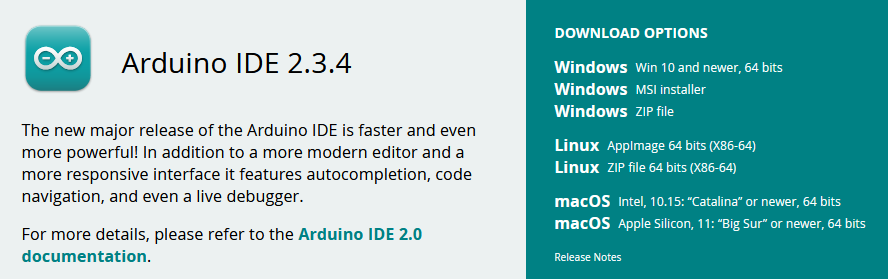 Arduino IDE 2.3.4
The new major release of the Arduino IDE is faster and even
more powerful! In addition to a more modern editor and a
more responsive interface it features autocompletion, code
navigation, and even a live debugger.
For more details, please refer to the Arduino IDE 2.0
documentation.
DOWNLOAD OPTIONS
Windows Win 10 and newer, 64 bits
Windows MSI installer
Windows ZIP file
Linux AppImage 64 bits (X86-64)
Linux ZIP file 64 bits (X86-64)
macOS Intel, 10.15: “Catalina” or newer, 64 bits
macOS Apple Silicon, 11: “Big Sur” or newer, 64 bits
Release Notes